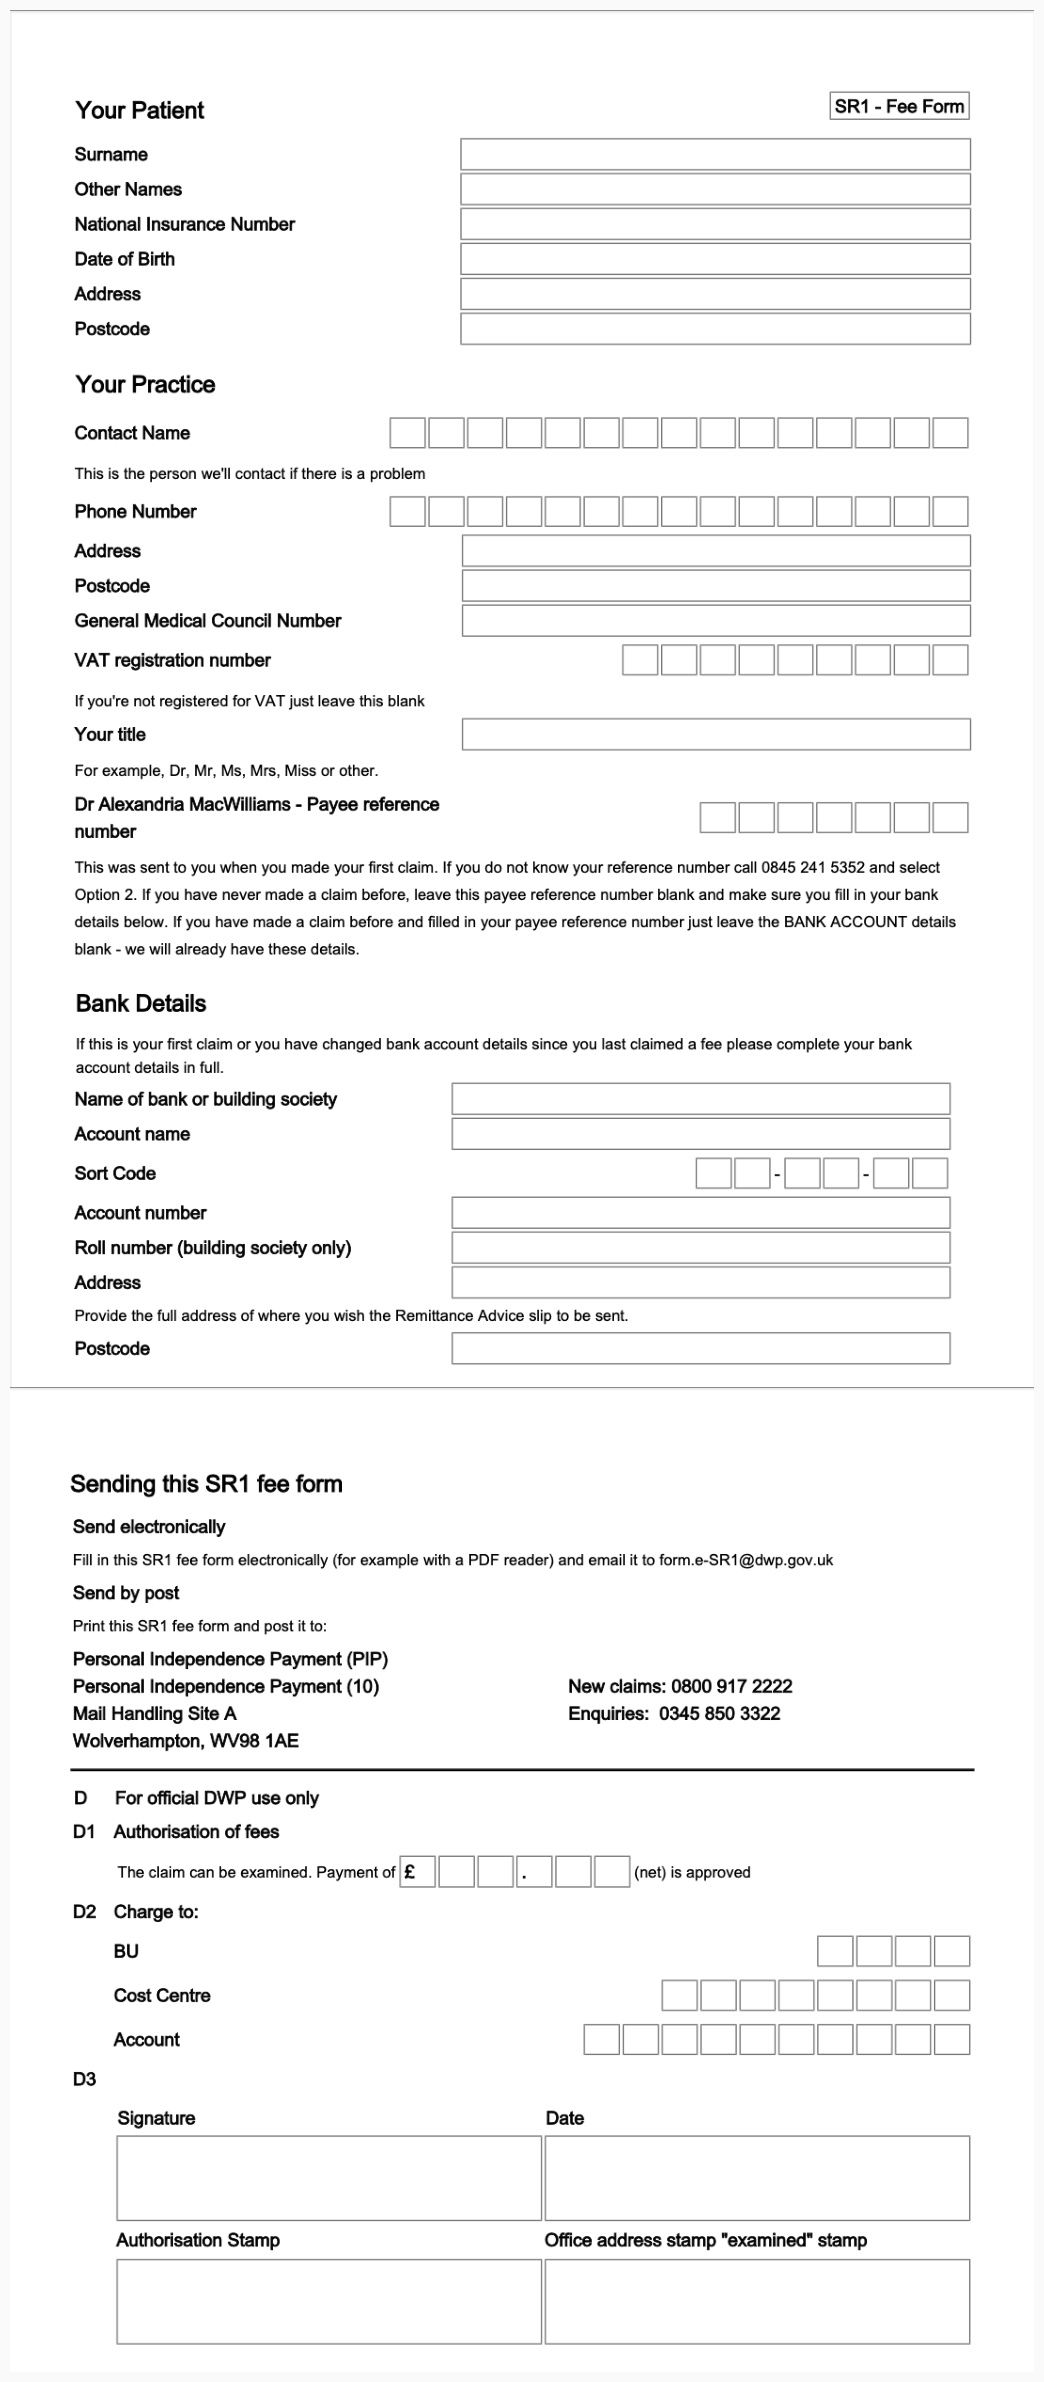 Your Patient
SR1 - Fee Form
Surname
Other Names
National Insurance Number
Date of Birth
Address
Postcode
Your Practice
Contact Name
This is the person we'll contact if there is a problem
Phone Number
Address
Postcode
General Medical Council Number
VAT registration number
If you're not registered for VAT just leave this blank
Your title
For example, Dr, Mr, Ms, Mrs, Miss or other.
Dr Alexandria MacWilliams - Payee reference
number
This was sent to you when you made your first claim. If you do not know your reference number call 0845 241 5352 and select
Option 2. If you have never made a claim before, leave this payee reference number blank and make sure you fill in your bank
details below. If you have made a claim before and filled in your payee reference number just leave the BANK ACCOUNT details
blank - we will already have these details.
Bank Details
If this is your first claim or you have changed bank account details since you last claimed a fee please complete your bank
account details in full.
Name of bank or building society
Account name
Sort Code - -
Account number
Roll number (building society only)
Address
Provide the full address of where you wish the Remittance Advice slip to be sent.
Postcode
Sending this SR1 fee form
Send electronically
Fill in this SR1 fee form electronically (for example with a PDF reader) and email it to form.e-SR1@dwp.gov.uk
Send by post
Print this SR1 fee form and post it to:
Personal Independence Payment (PIP)
Personal Independence Payment (10) New claims: 0800 917 2222
Mail Handling Site A Enquiries: 0345 850 3322
Wolverhampton, WV98 1AE
D For official DWP use only
D1 Authorisation of fees
The claim can be examined. Payment of £ . (net) is approved
D2 Charge to:
BU
Cost Centre
Account
D3
Signature Date
Authorisation Stamp Office address stamp "examined" stamp